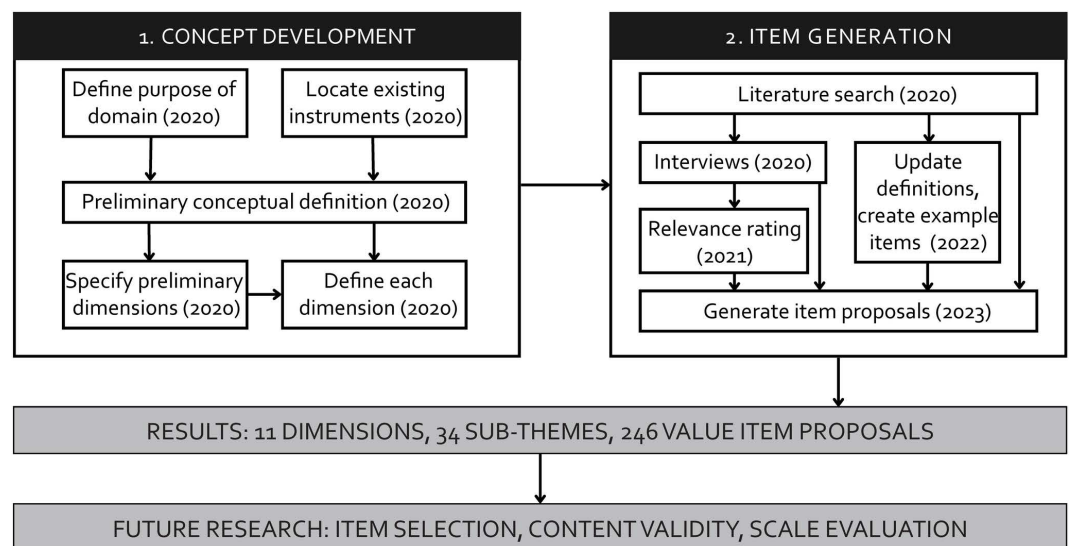 1. CONCEPT DEVELOPMENT
Define purpose of
domain (2020)
Locate existing
instruments (2020)
Preliminary conceptual definition (2020)
Specify preliminary
dimensions (2020)
Define each
dimension (2020)
2. ITEM GENERATION
Literature search (2020)
Interviews (2020)
Relevance rating
(2021)
Update
definitions,
create example
items (2022)
Generate item proposals (2023)
RESULTS: 11 DIMENSIONS, 34 SUB-THEMES, 246 VALUE ITEM PROPOSALS
FUTURE RESEARCH: ITEM SELECTION, CONTENT VALIDITY, SCALE EVALUATION